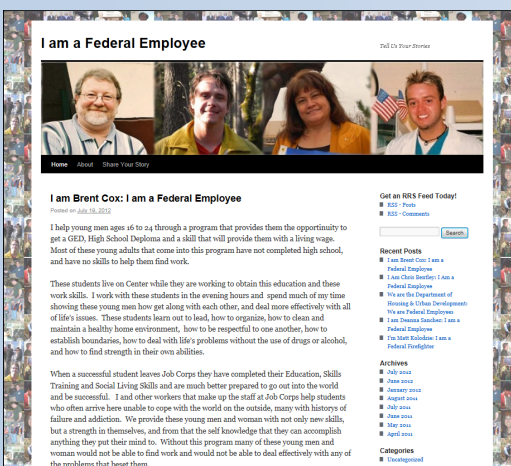 I am a Federal Employee
Tell Us Your Stories
Home About Share Your Story
I am Brent Cox: I am a Federal Employee
Posted on July 19, 2012
I help young men ages 16 to 24 through a program that provides them the opportunity to
get a GED, High School Deploma and a skill that will provide them with a living wage.
Most of these young adults that come into this program have not completed high school,
and have no skills to help them find work.
These students live on Center while they are working to obtain this education and these
work skills. I work with these students in the evening hours and spend much of my time
showing these young men how get along with each other, and deal more effectively with all
of life's issues. These students learn out to lead, how to organize, how to clean and
maintain a healthy home environment, how to be respectful to one another, how to
establish boundaries, how to deal with life's problems without the use of drugs or alcohol,
and how to find strength in their own abilities.
When a successful student leaves Job Corps they have completed their Education, Skills
Training and Social Living Skills and are much better prepared to go out into the world
and be successful. I and other workers that make up the staff at Job Corps help students
who often arrive here unable to cope with the world on the outside, many with historys of
failure and addiction. We provide these young men and woman with not only new skills,
but a strength in themselves, and from that the self knowledge that they can accomplish
anything they put their mind to. Without this program many of these young men and
woman would not be able to find work and would not be able to deal effectively with any of
the problems that beset them.
Get an RRS Feed Today!
RSS - Posts
RSS - Comments
Search
Recent Posts
I am Brent Cox: I am a
Federal Employee
I Am Chris Bentley: I Am a
Federal Employee
We are the Department of
Housing & Urban Development:
We are Federal Employees
I am Deanna Sanchez: I am a
Federal Employee
I'm Matt Kolodzie: I am a
Federal Firefighter
Archives
July 2012
June 2012
January 2012
August 2011
July 2011
June 2011
May 2011
April 2011
Categories
Uncategorized